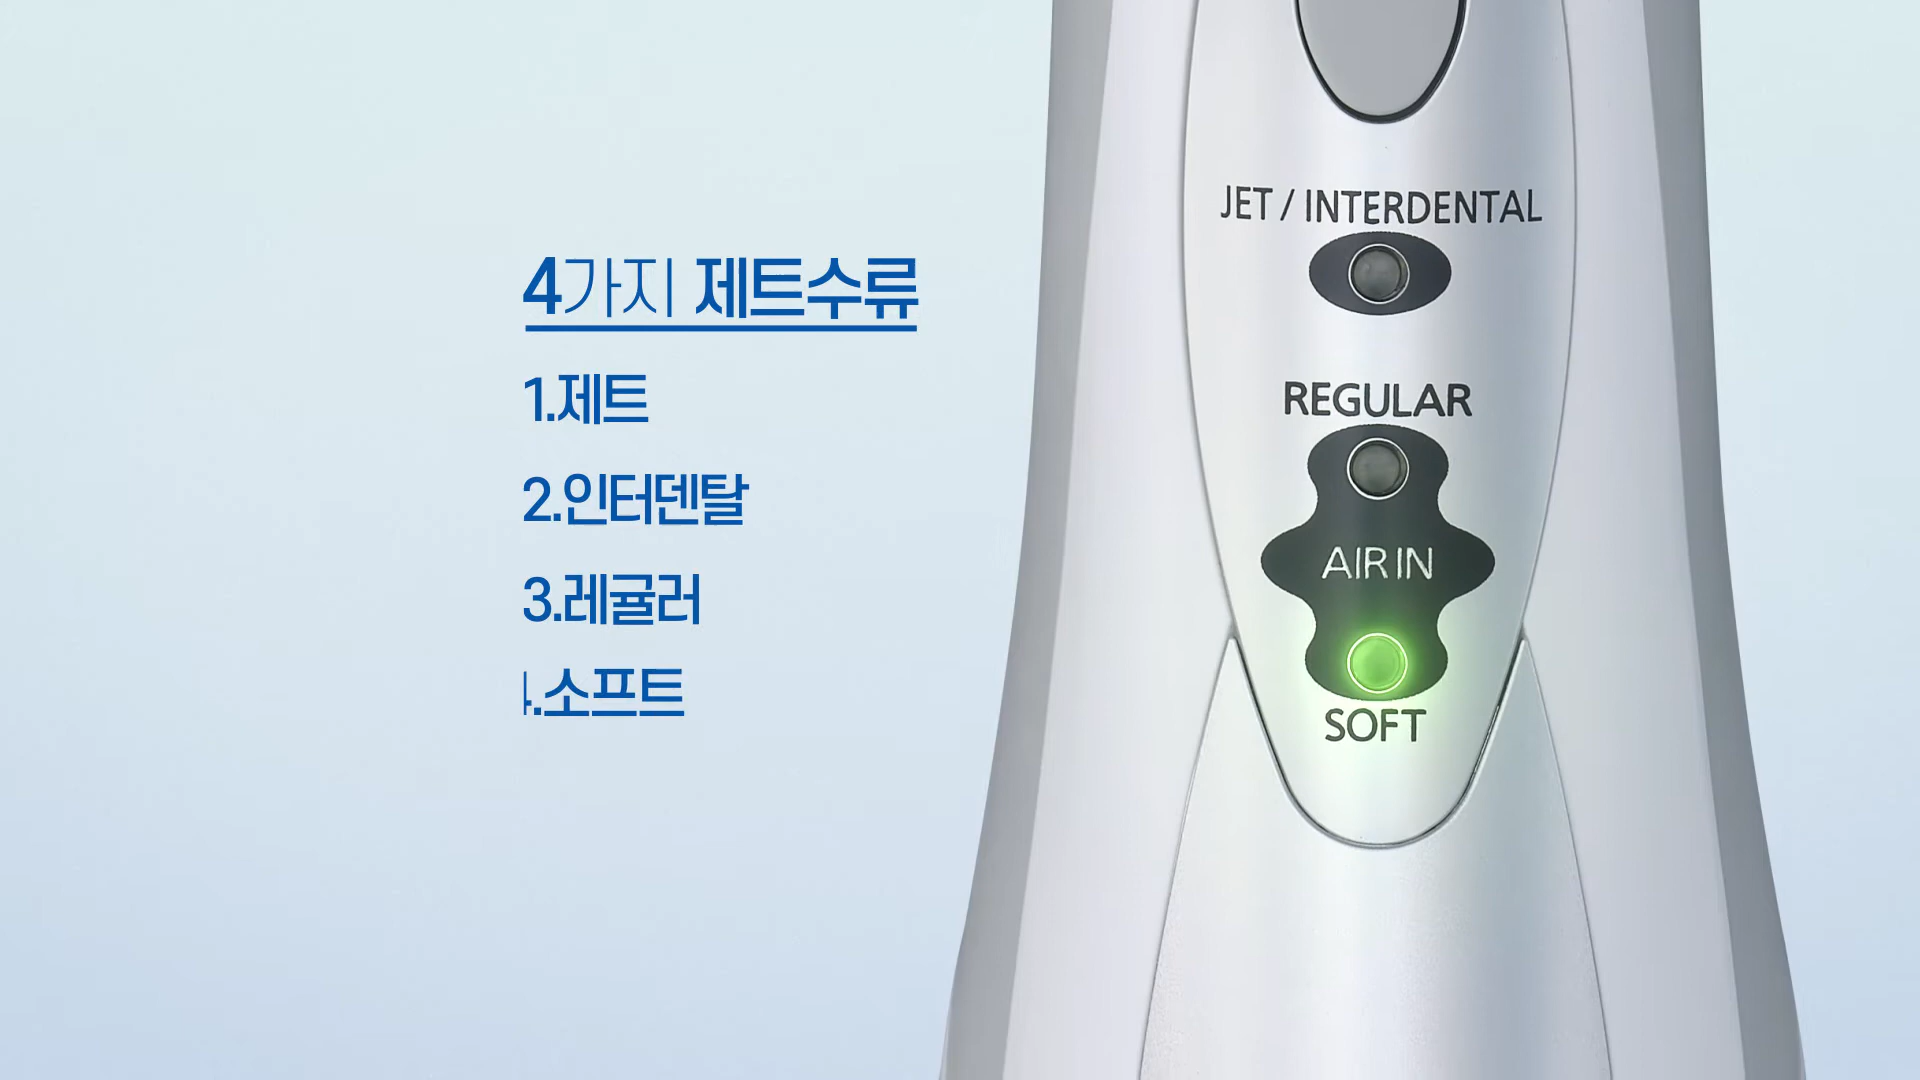 4가지 제트수류
1.제트
2.인터덴탈
3.레귤러
4.소프트
JET / INTERDENTAL
REGULAR
AIR IN
SOFT